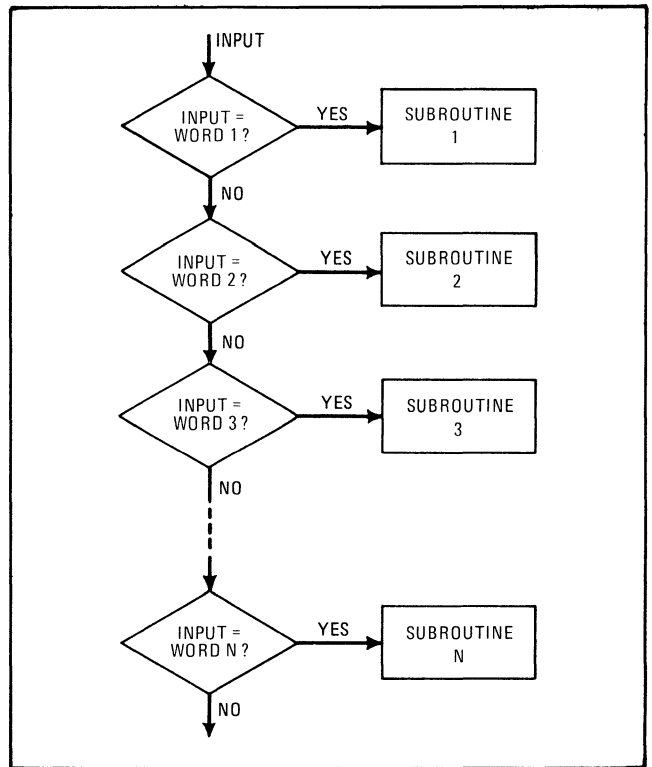 INPUT
INPUT =
WORD 1?
YES
SUBROUTINE
1
NO
INPUT =
WORD 2?
YES
SUBROUTINE
2
NO
INPUT =
WORD 3?
YES
SUBROUTINE
3
NO
INPUT =
WORD N?
YES
SUBROUTINE
N
NO